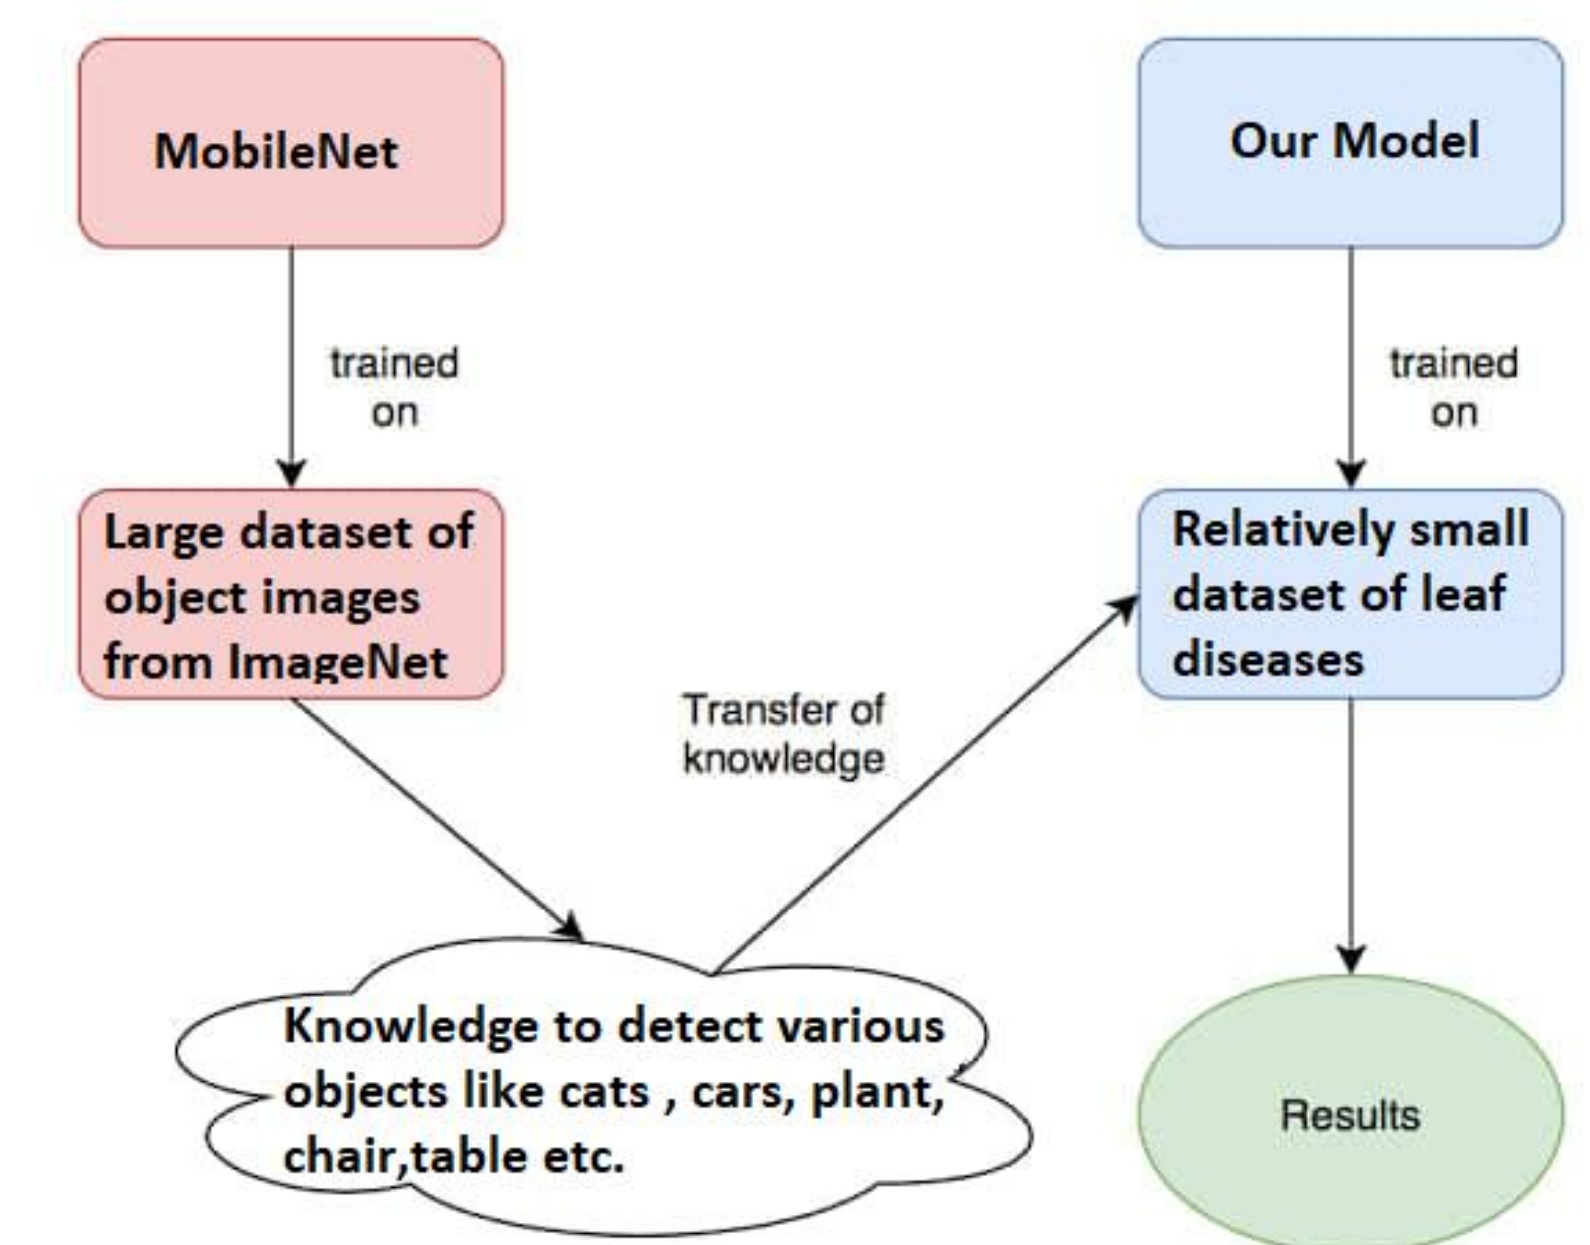 MobileNet
Our Model
trained
on
trained
on
Large dataset of
object images
from ImageNet
Relatively small
dataset of leaf
diseases
Transfer of
knowledge
Knowledge to detect various
objects like cats , cars, plant,
chair,table etc.
Results